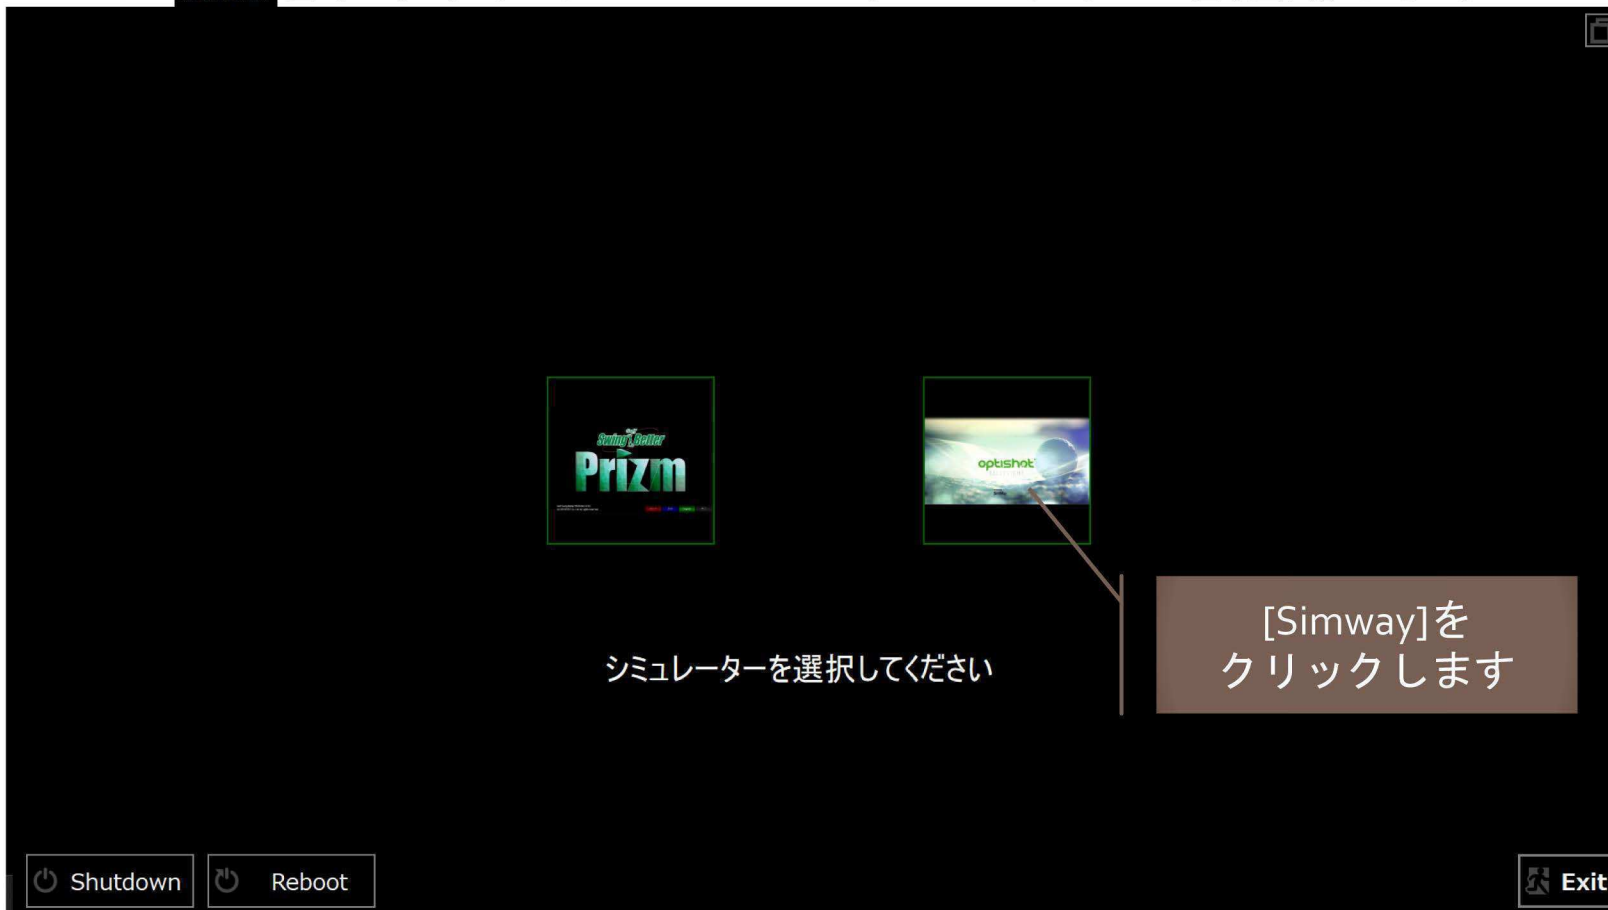 Swing Better
Prizm
optishot
シミュレーターを選択してください
[Simway]を
クリックします
Shutdown
Reboot
Exit